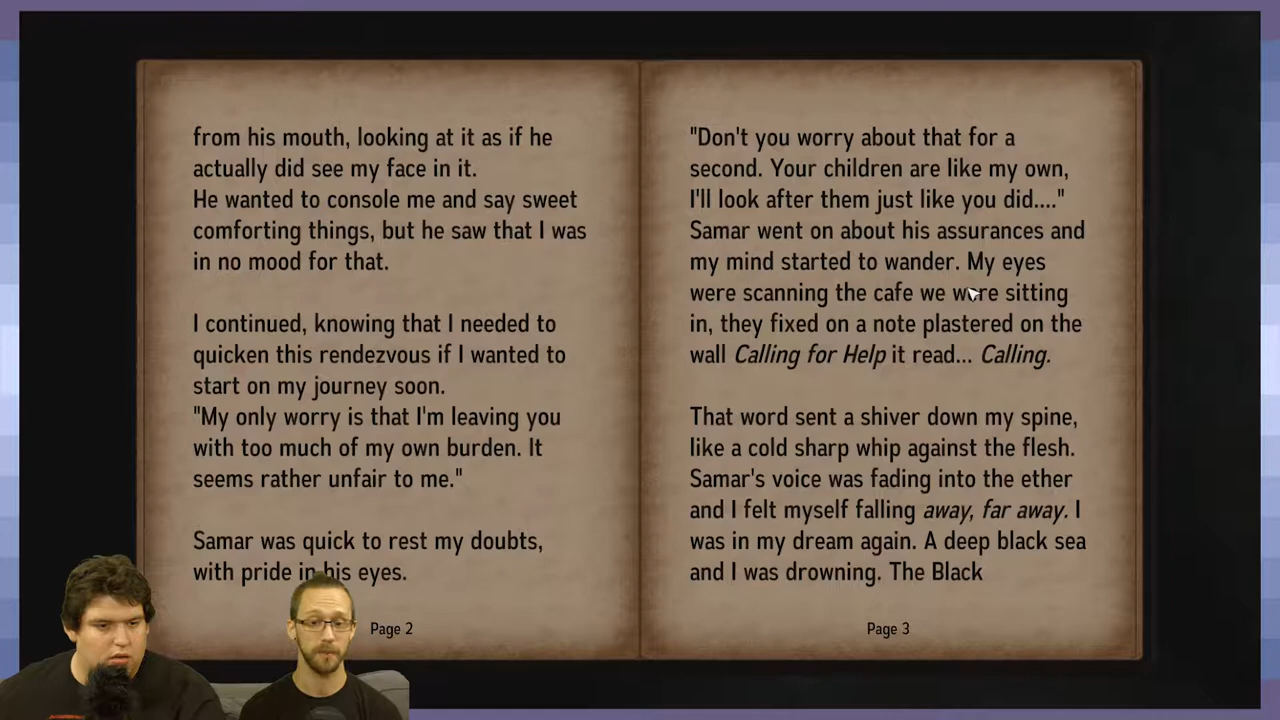 from his mouth, looking at it as if he
actually did see my face in it.
He wanted to console me and say sweet
comforting things, but he saw that I was
in no mood for that.
I continued, knowing that I needed to
quicken this rendezvous if I wanted to
start on my journey soon.
"My only worry is that I'm leaving you
with too much of my own burden. It
seems rather unfair to me."
Samar was quick to rest my doubts,
with pride in his eyes.
Page 2
"Don't you worry about that for a
second. Your children are like my own,
I'll look after them just like you did...."
Samar went on about his assurances and
my mind started to wander. My eyes
were scanning the cafe we were sitting
in, they fixed on a note plastered on the
wall Calling for Help it read... Calling.
That word sent a shiver down my spine,
like a cold sharp whip against the flesh.
Samar's voice was fading into the ether
and I felt myself falling away, far away. I
was in my dream again. A deep black sea
and I was drowning. The Black
Page 3